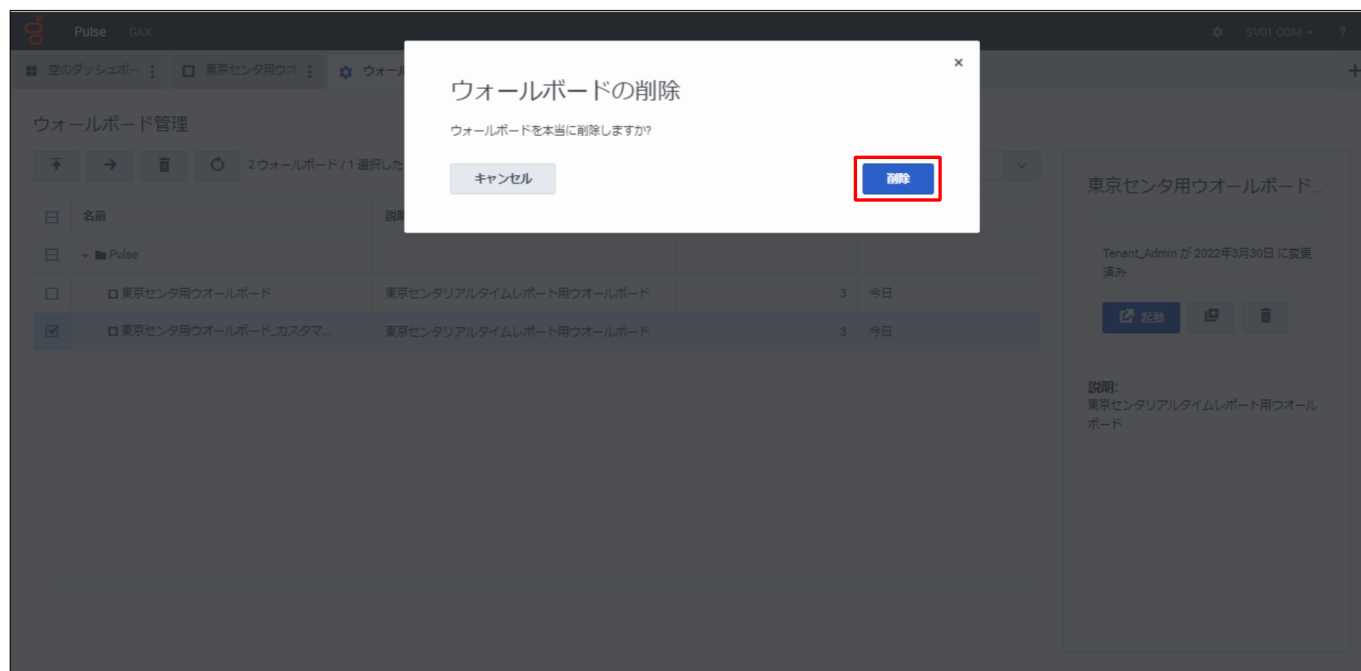 Pulse GAX SV01.COM ?
空のダッシュボー 東京センタ用ウオ ウォール
ウォールボードの削除
ウォールボードを本当に削除しますか?
キャンセル 削除
ウォールボード管理
2 ウォールボード / 1 選択した
名前
Pulse
東京センタ用ウオールボード 東京センタリアルタイムレポート用ウオールボード 3 今日
東京センタ用ウオールボード_カスタマ... 東京センタリアルタイムレポート用ウオールボード 3 今日
東京センタ用ウオールボード...
Tenant_Admin が 2022年3月30日 に変更
済み
起動
説明:
東京センタリアルタイムレポート用ウオール
ボード